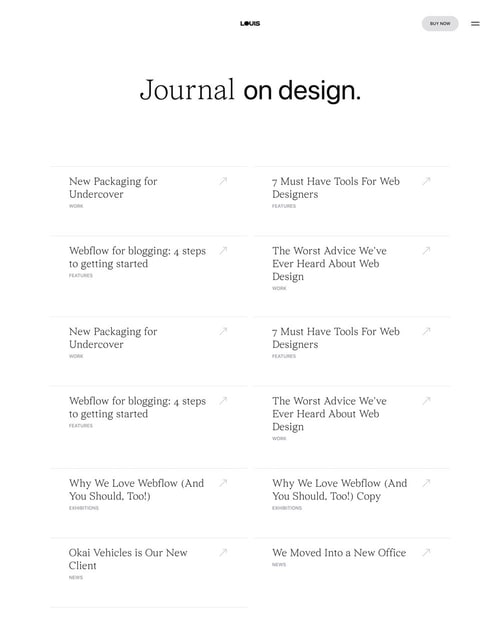 LOUIS
BUY NOW
Journal on design.
New Packaging for
Undercover
WORK
7 Must Have Tools For Web
Designers
FEATURES
Webflow for blogging: 4 steps
to getting started
FEATURES
The Worst Advice We've
Ever Heard About Web
Design
WORK
New Packaging for
Undercover
WORK
7 Must Have Tools For Web
Designers
FEATURES
Webflow for blogging: 4 steps
to getting started
FEATURES
The Worst Advice We've
Ever Heard About Web
Design
WORK
Why We Love Webflow (And
You Should, Too!)
EXHIBITIONS
Why We Love Webflow (And
You Should, Too!) Copy
EXHIBITIONS
Okai Vehicles is Our New
Client
NEWS
We Moved Into a New Office
NEWS